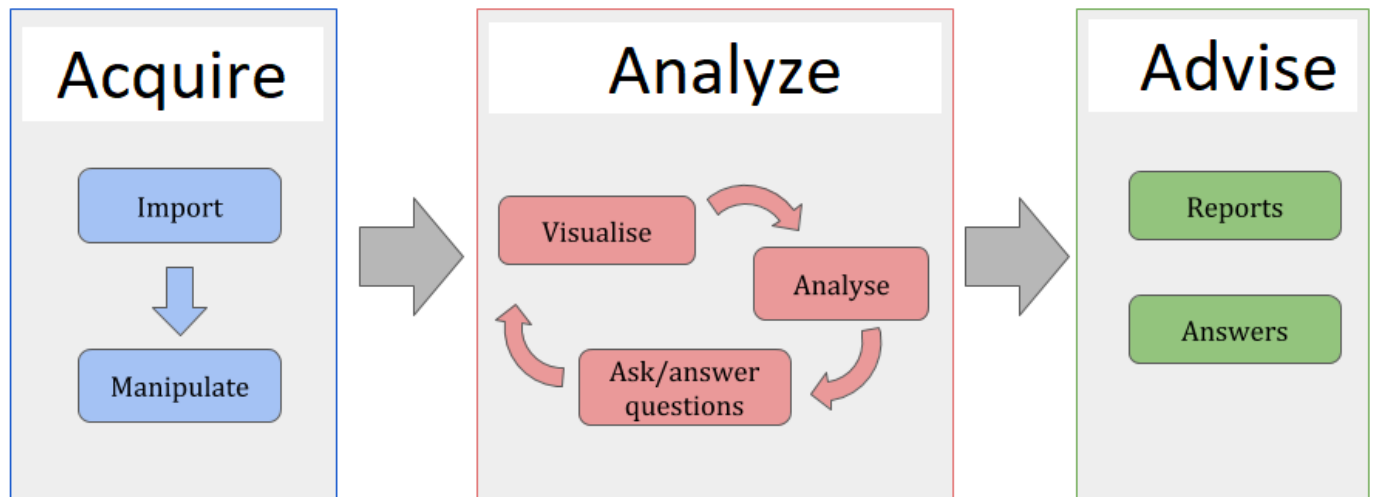 Acquire
Import
Manipulate
Analyze
Visualise
Analyse
Ask/answer
questions
Advise
Reports
Answers